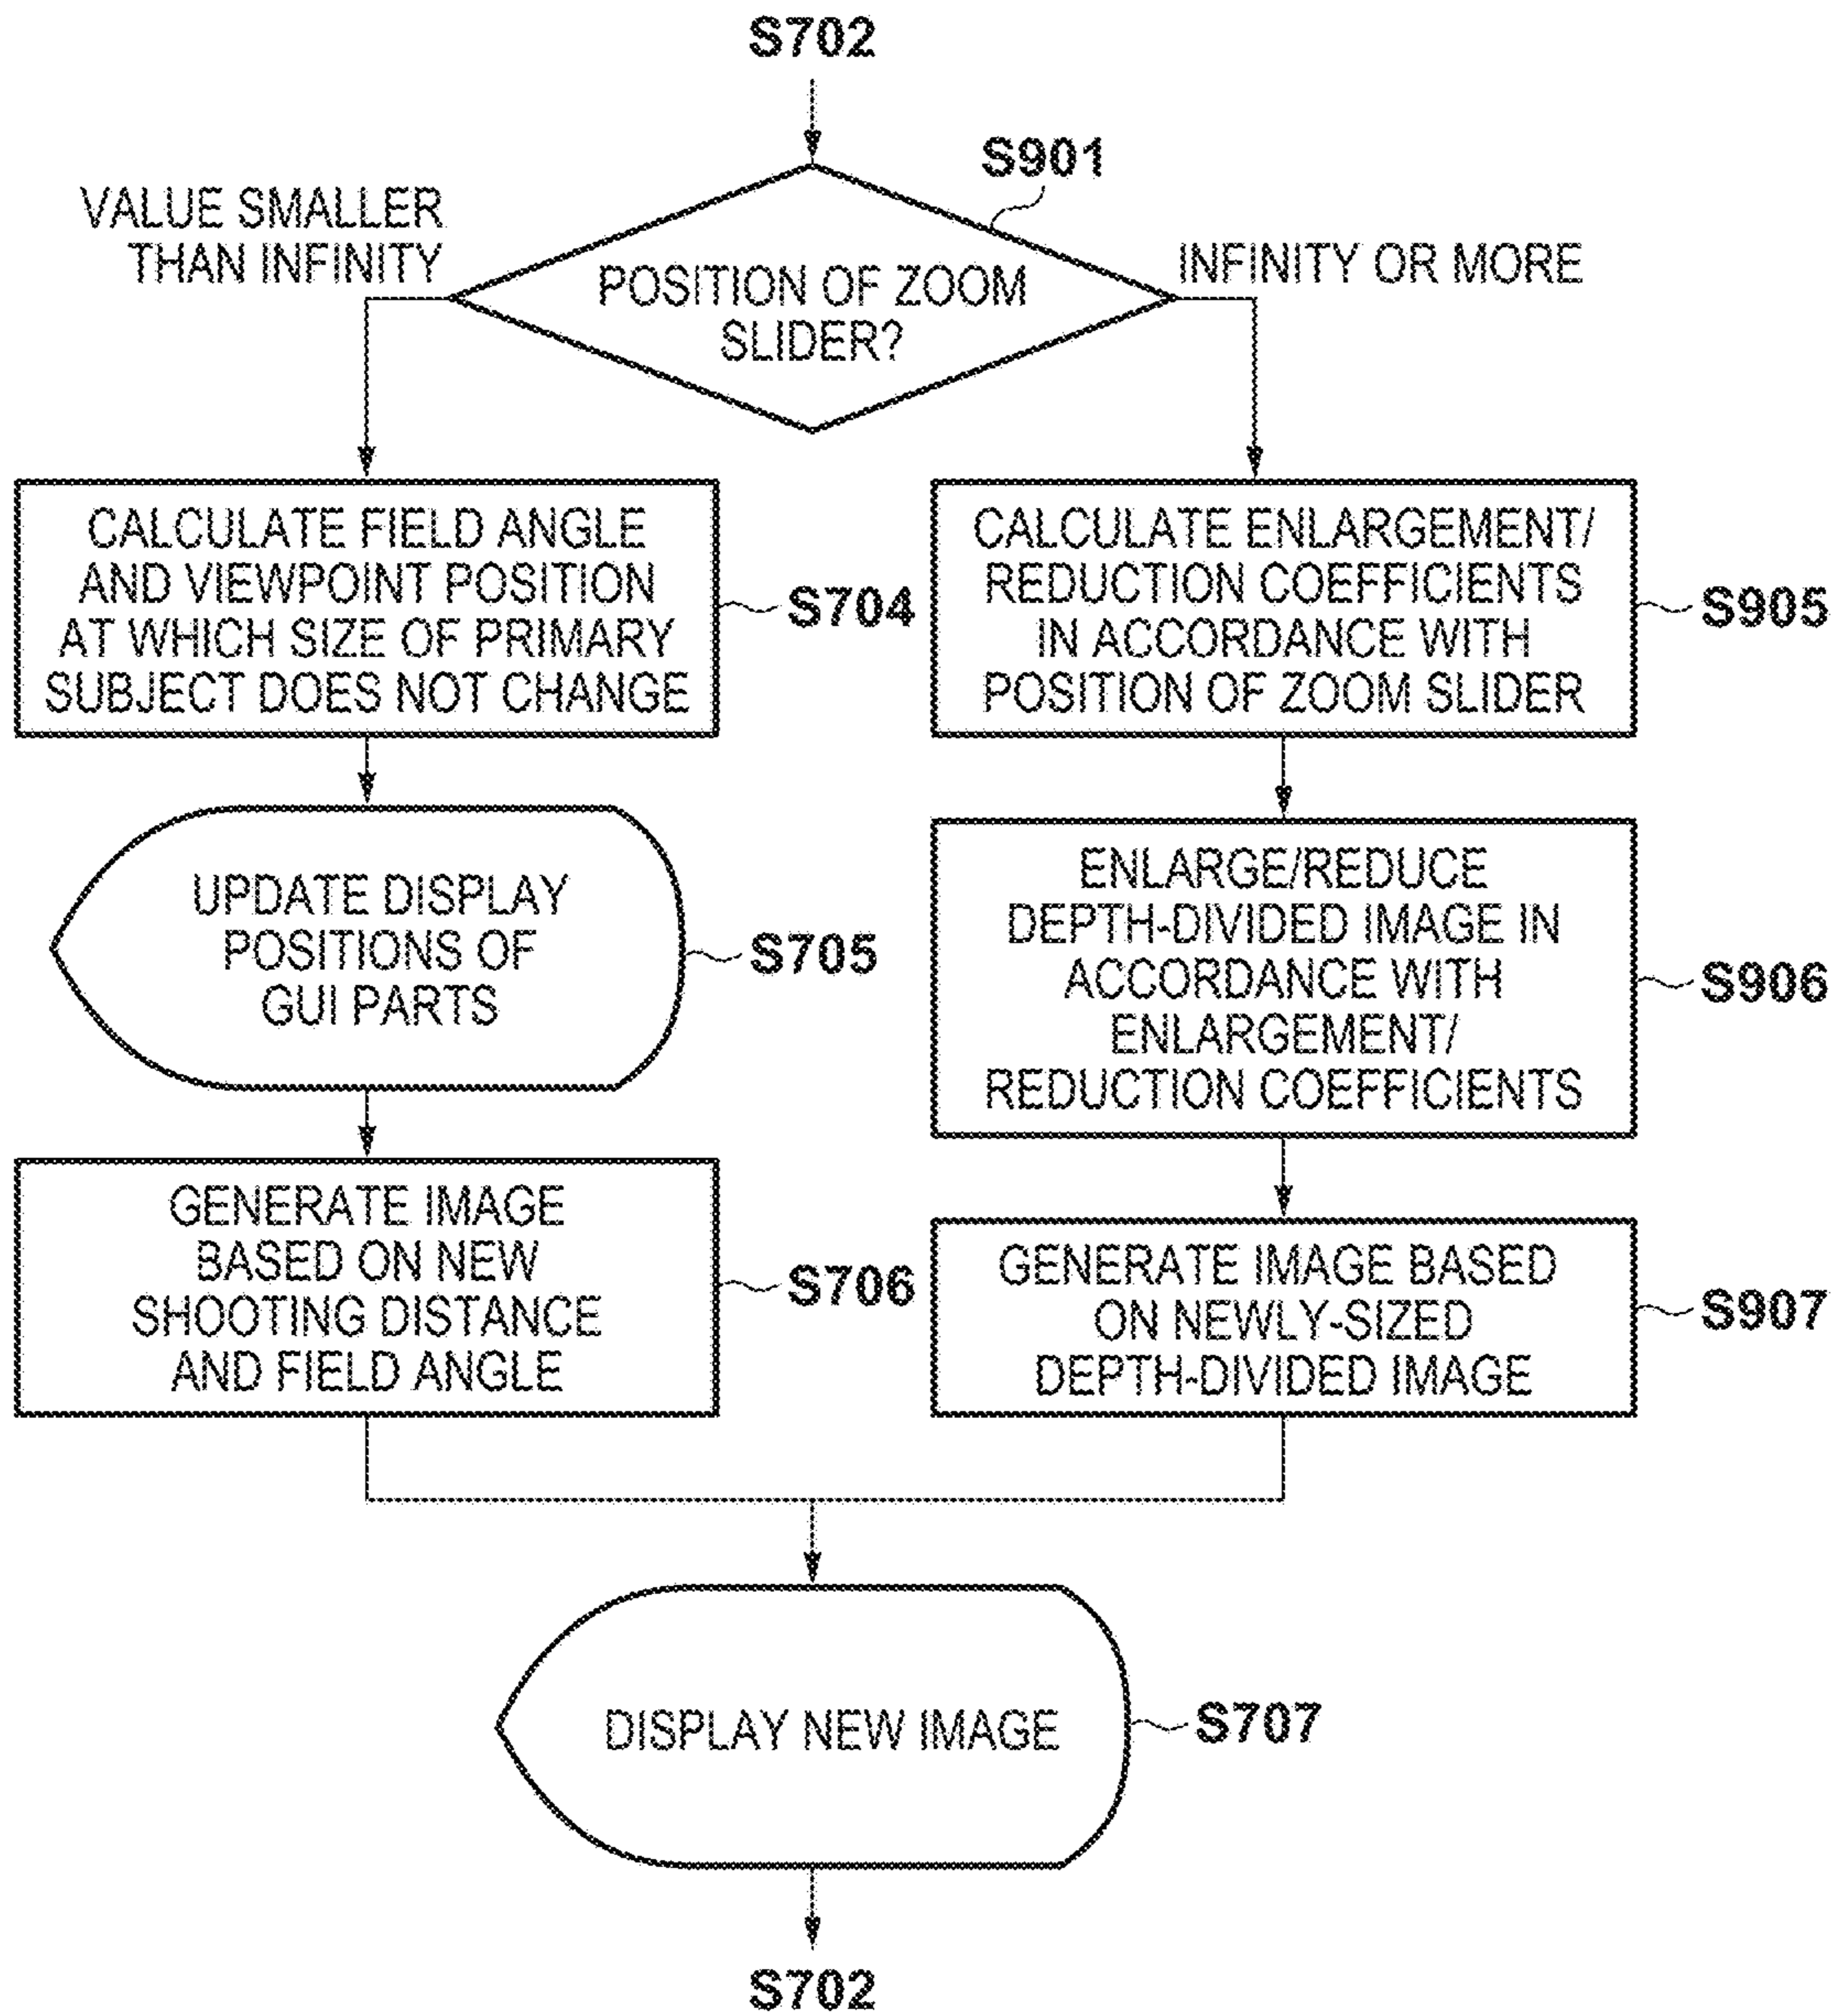 S702
S901
VALUE SMALLER
THAN INFINITY
INFINITY OR MORE
POSITION OF ZOOM
SLIDER?
CALCULATE FIELD ANGLE
AND VIEWPOINT POSITION
AT WHICH SIZE OF PRIMARY
SUBJECT DOES NOT CHANGE
S704
CALCULATE ENLARGEMENT/
REDUCTION COEFFICIENTS
IN ACCORDANCE WITH
POSITION OF ZOOM SLIDER
S905
UPDATE DISPLAY
POSITIONS OF
GUI PARTS
S705
ENLARGE/REDUCE
DEPTH-DIVIDED IMAGE IN
ACCORDANCE WITH
ENLARGEMENT/
REDUCTION COEFFICIENTS
S906
GENERATE IMAGE
BASED ON NEW
SHOOTING DISTANCE
AND FIELD ANGLE
S706
GENERATE IMAGE BASED
ON NEWLY-SIZED
DEPTH-DIVIDED IMAGE
S907
DISPLAY NEW IMAGE
S707
S702